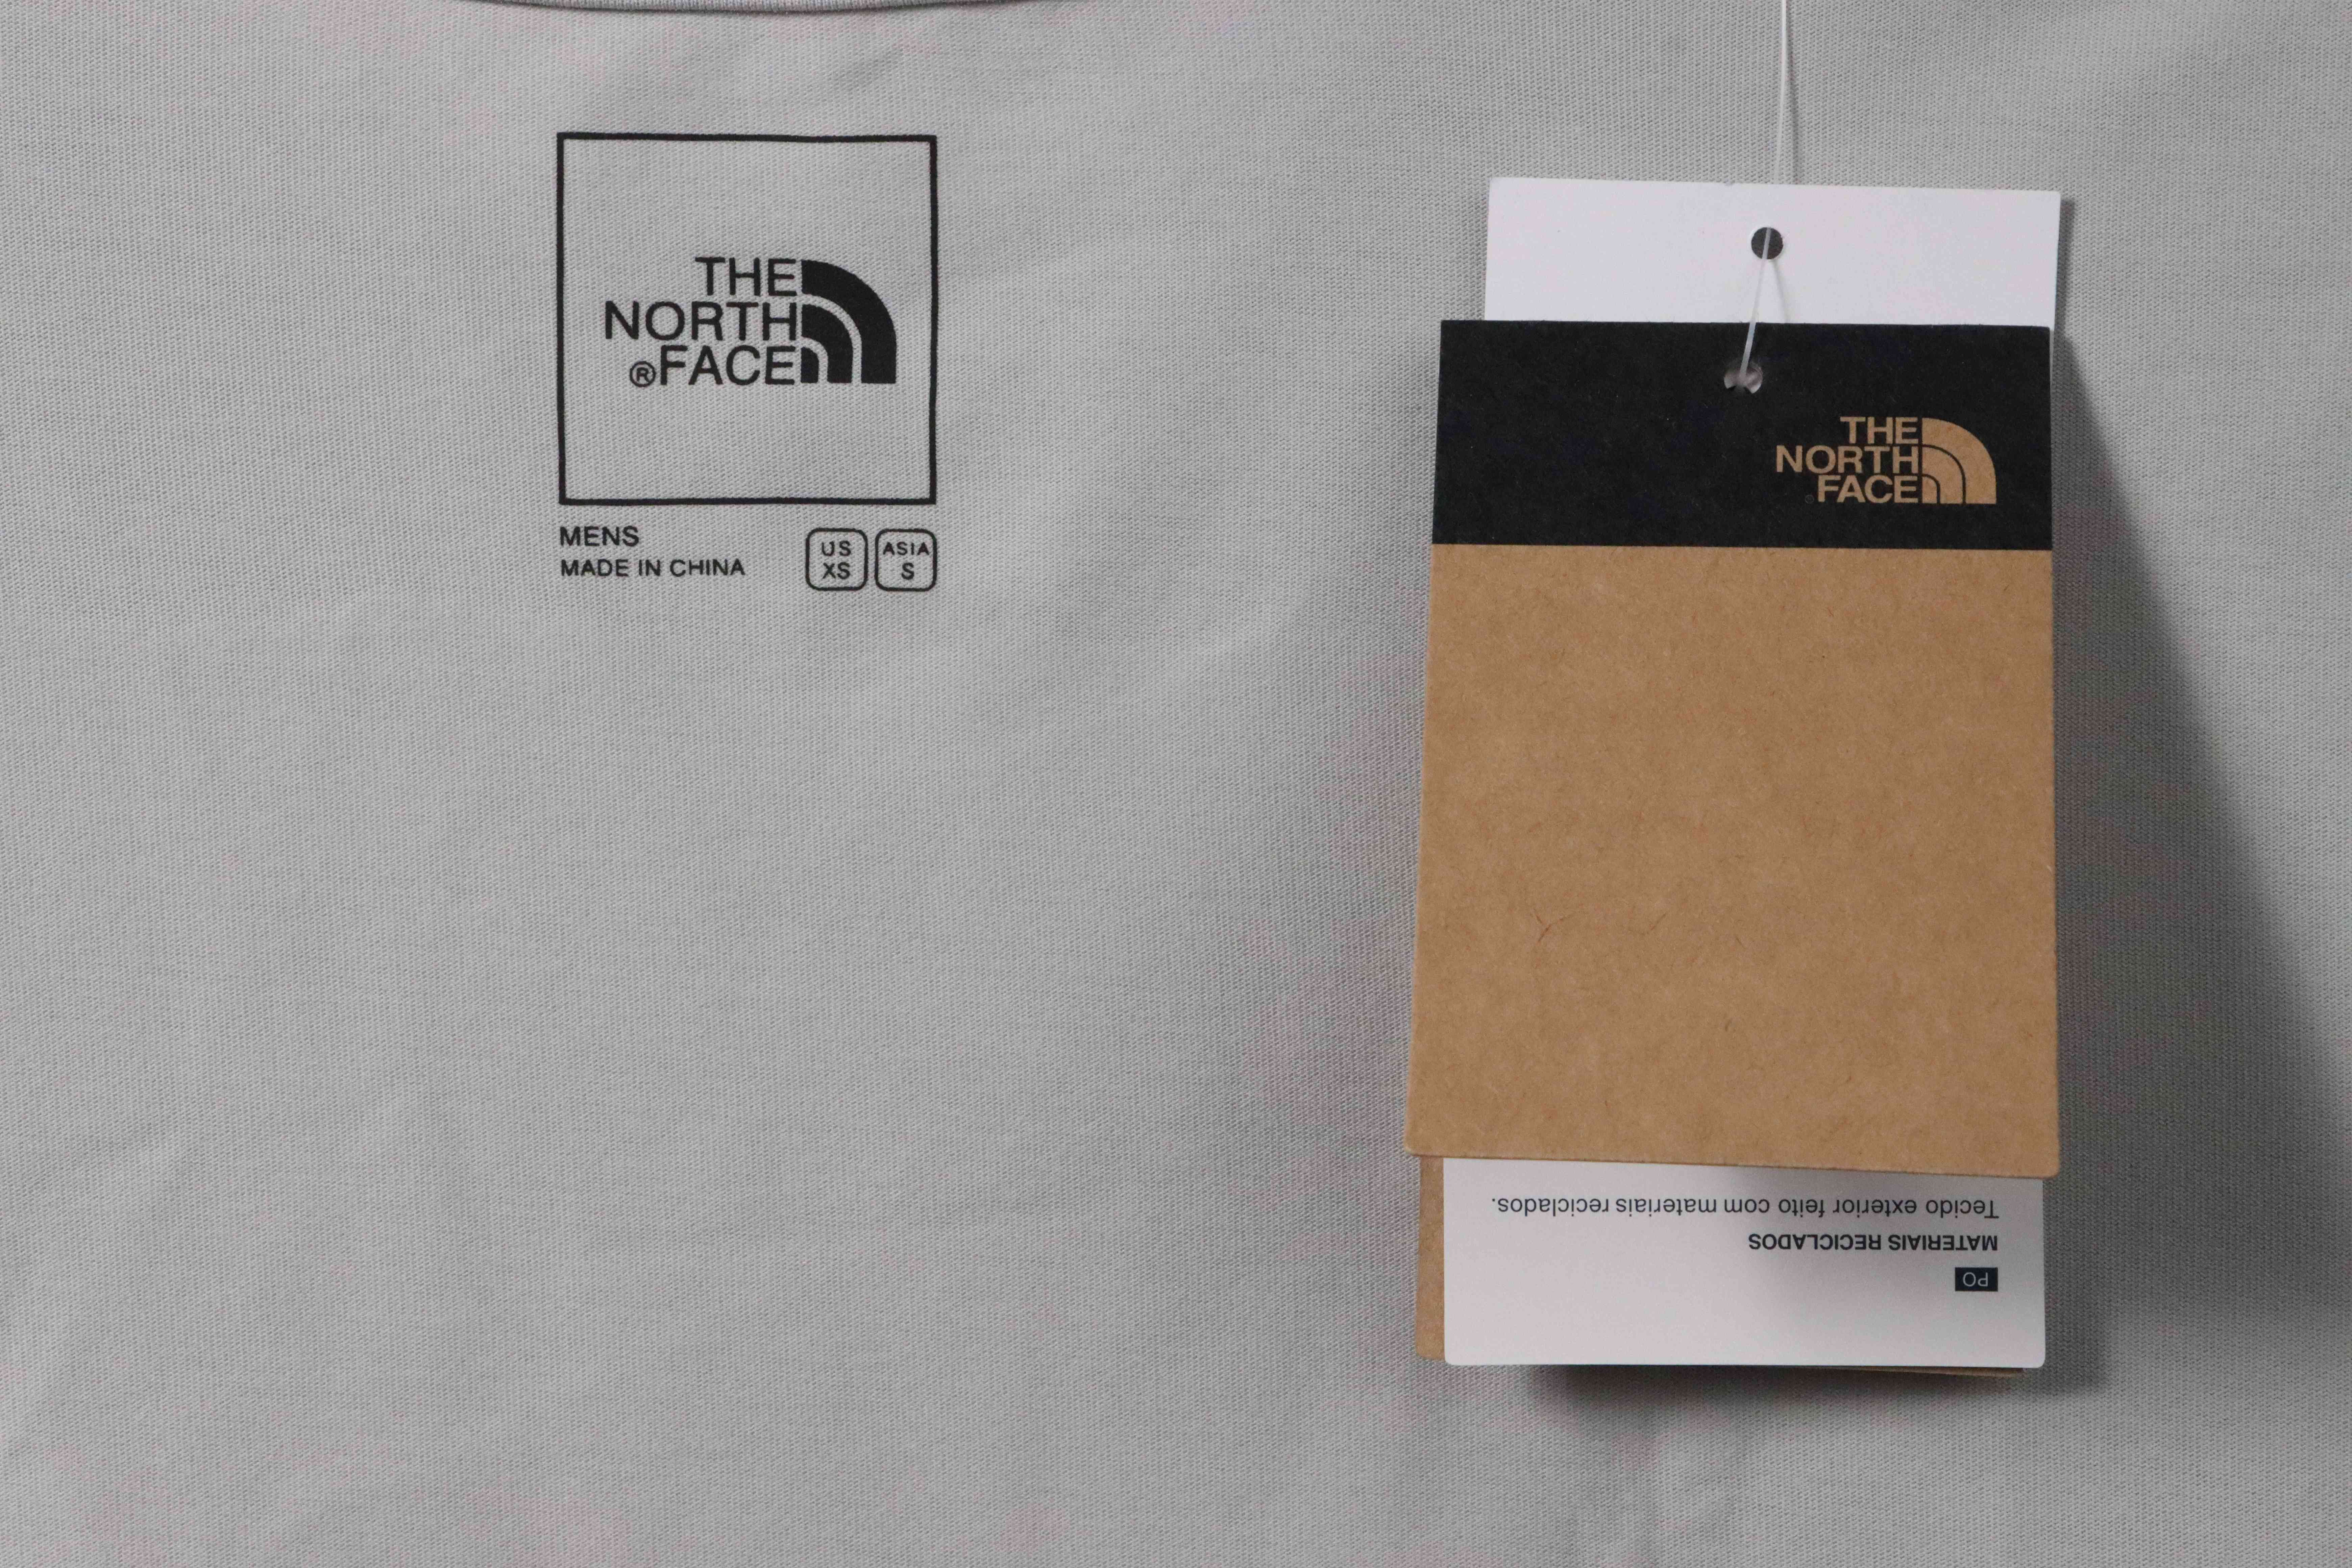 THE
NORTH
®FACE
MENS
MADE IN CHINA
US
XS
ASIA
S
THE
NORTH
FACE
PO
MATERIAIS RECICLADOS
Tecido exterior feito com materiais reciclados.